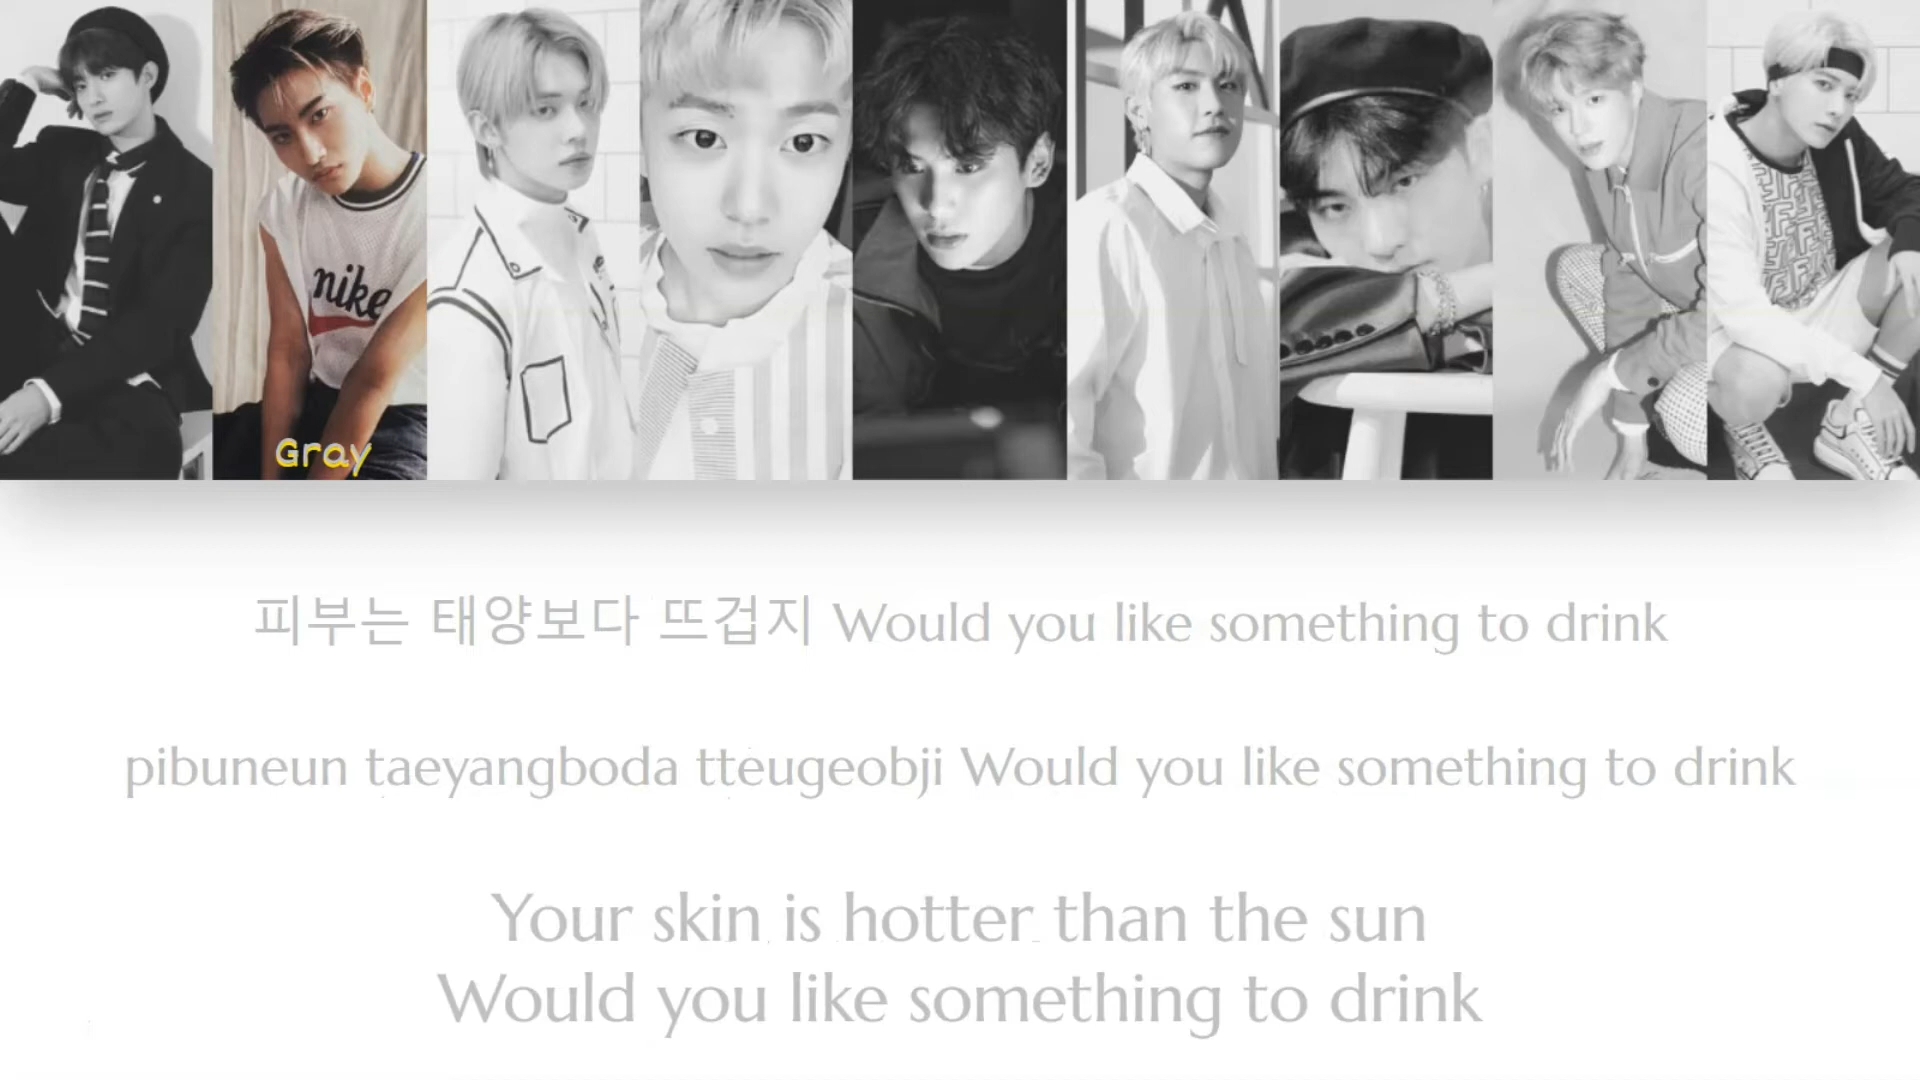 nike
Gray
피부는 태양보다 뜨겁지 Would you like something to drink
pibuneun taeyangboda tteugeobji Would you like something to drink
Your skin is hotter than the sun
Would you like something to drink